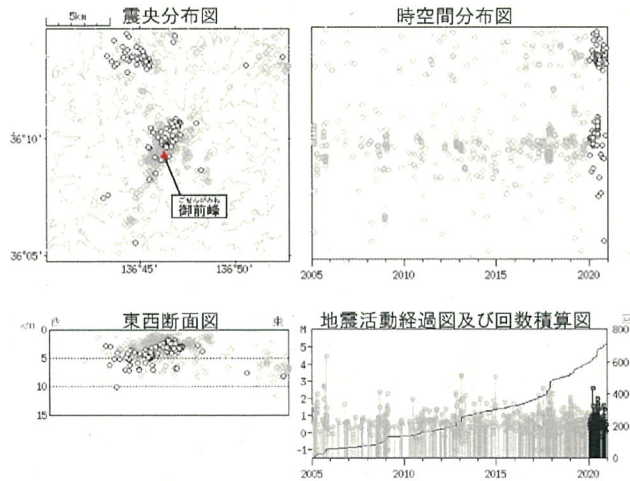 5km
震央分布図
36°10'
ごぜんがみね
御前峰
36°05'
136°45'
136°50'
時空間分布図
2005
2010
2015
2020
東西断面図
km
西
東
0
5
10
15
地震活動経過図及び回数積算図
M
5
4
3
2
1
0
-1
回
800
600
400
200
0
2005
2010
2015
2020